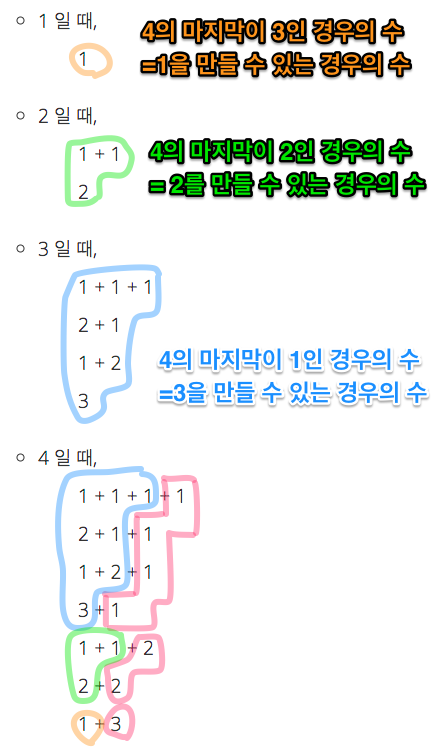 1 일 때,
4의 마지막이 3인 경우의 수
1
=1을 만들 수 있는 경우의 수
2 일 때,
1 + 1
4의 마지막이 2인 경우의 수
2
= 2를 만들 수 있는 경우의 수
3 일 때,
1 + 1 + 1
2 + 1
1 + 2
4의 마지막이 1인 경우의 수
3
=3을 만들 수 있는 경우의 수
4 일 때,
1 + 1 + 1 + 1
2 + 1 + 1
1 + 2 + 1
3 + 1
1 + 1 + 2
2 + 2
1 + 3